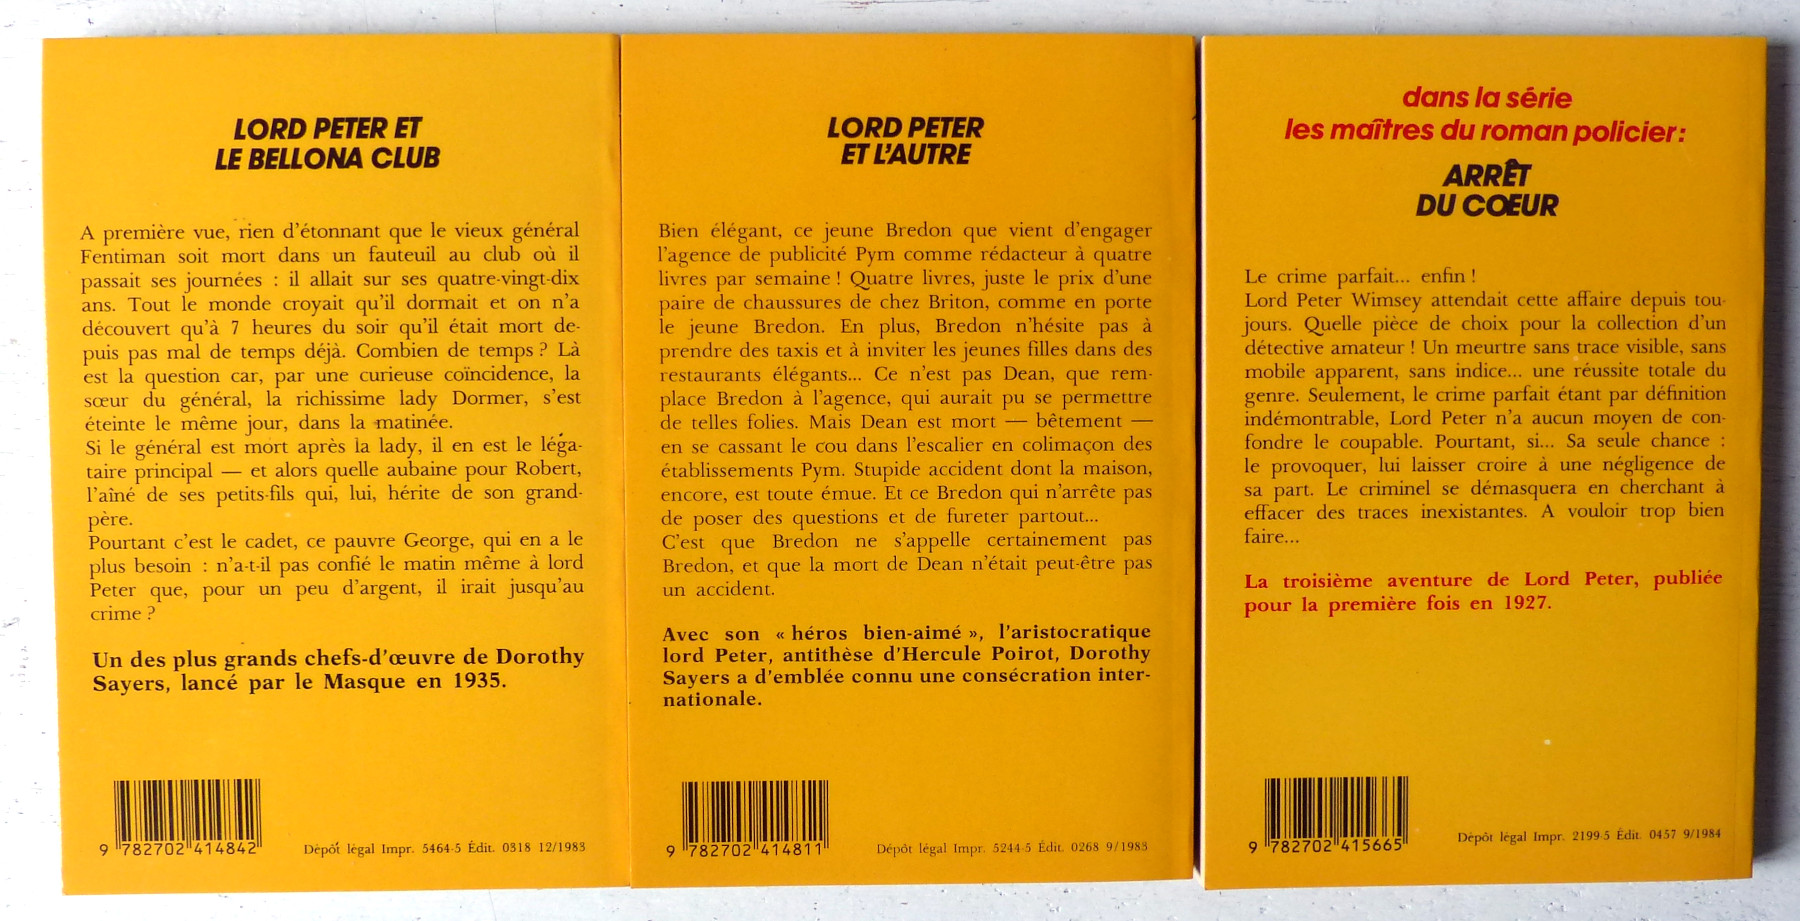 LORD PETER ET
LE BELLONA CLUB
A première vue, rien d'étonnant que le vieux général
Fentiman soit mort dans un fauteuil au club où il
passait ses journées : il allait sur ses quatre-vingt-dix
ans. Tout le monde croyait qu'il dormait et on n'a
découvert qu'à 7 heures du soir qu'il était mort de-
puis pas mal de temps déjà. Combien de temps ? Là
est la question car, par une curieuse coïncidence, la
sœur du général, la richissime lady Dormer, s'est
éteinte le même jour, dans la matinée.
Si le général est mort après la lady, il en est le léga-
taire principal — et alors quelle aubaine pour Robert,
l'aîné de ses petits-fils qui, lui, hérite de son grand-
père.
Pourtant c'est le cadet, ce pauvre George, qui en a le
plus besoin : n'a-t-il pas confié le matin même à lord
Peter que, pour un peu d'argent, il irait jusqu'au
crime ?
Un des plus grands chefs-d'œuvre de Dorothy
Sayers, lancé par le Masque en 1935.
9 782702 414842
Dépôt légal Impr. 5464-5 Édit. 0318 12/1983
LORD PETER
ET L'AUTRE
Bien élégant, ce jeune Bredon que vient d'engager
l'agence de publicité Pym comme rédacteur à quatre
livres par semaine ! Quatre livres, juste le prix d'une
paire de chaussures de chez Briton, comme en porte
le jeune Bredon. En plus, Bredon n'hésite pas à
prendre des taxis et à inviter les jeunes filles dans des
restaurants élégants... Ce n'est pas Dean, que rem-
place Bredon à l'agence, qui aurait pu se permettre
de telles folies. Mais Dean est mort — bêtement —
en se cassant le cou dans l'escalier en colimaçon des
établissements Pym. Stupide accident dont la maison,
encore, est toute émue. Et ce Bredon qui n'arrête pas
de poser des questions et de fureter partout...
C'est que Bredon ne s'appelle certainement pas
Bredon, et que la mort de Dean n'était peut-être pas
un accident.
Avec son « héros bien-aimé », l'aristocratique
lord Peter, antithèse d'Hercule Poirot, Dorothy
Sayers a d'emblée connu une consécration inter-
nationale.
9 782702 414811
Dépôt légal Impr. 5244-5 Édit. 0268 9/1983
dans la série
les maîtres du roman policier:
ARRÊT
DU CŒUR
Le crime parfait... enfin !
Lord Peter Wimsey attendait cette affaire depuis tou-
jours. Quelle pièce de choix pour la collection d'un
détective amateur ! Un meurtre sans trace visible, sans
mobile apparent, sans indice... une réussite totale du
genre. Seulement, le crime parfait étant par définition
indémontrable, Lord Peter n'a aucun moyen de con-
fondre le coupable. Pourtant, si... Sa seule chance :
le provoquer, lui laisser croire à une négligence de
sa part. Le criminel se démasquera en cherchant à
effacer des traces inexistantes. A vouloir trop bien
faire...
La troisième aventure de Lord Peter, publiée
pour la première fois en 1927.
9 782702 415665
Dépôt légal Impr. 2199-5 Édit. 0457 9/1984